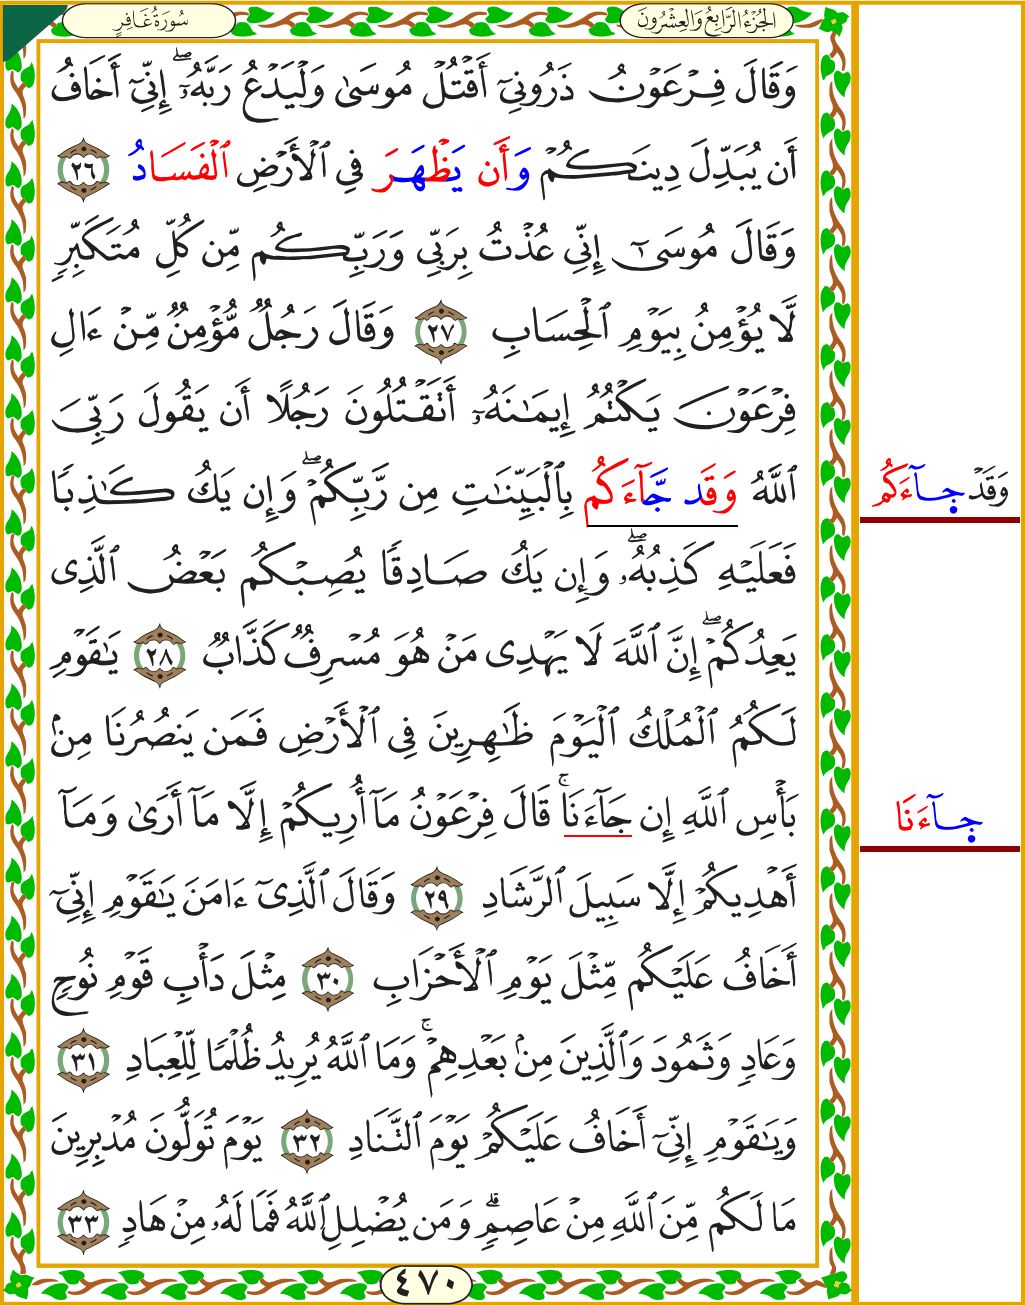 الجُزْءُ الرَّابِعُ وَالعِشْرُونَ
سُورَةُ غَافِرٍ
وَقَالَ فِرْعَوْنُ ذَرُونِىٓ أَقْتُلْ مُوسَىٰ وَلْيَدْعُ رَبَّهُۥٓ ۖ إِنِّىٓ أَخَافُ
أَن يُبَدِّلَ دِينَكُمْ وَأَن يَظْهَرَ فِى ٱلْأَرْضِ ٱلْفَسَادُ ٢٦
وَقَالَ مُوسَىٰٓ إِنِّى عُذْتُ بِرَبِّى وَرَبِّكُم مِّن كُلِّ مُتَكَبِّرٍ
لَّا يُؤْمِنُ بِيَوْمِ ٱلْحِسَابِ ٢٧ وَقَالَ رَجُلٌ مُّؤْمِنٌ مِّنْ ءَالِ
فِرْعَوْنَ يَكْتُمُ إِيمَـٰنَهُۥٓ أَتَقْتُلُونَ رَجُلًا أَن يَقُولَ رَبِّىَ
ٱللَّهُ وَقَد جَّآءَكُم بِٱلْبَيِّنَـٰتِ مِن رَّبِّكُمْ ۖ وَإِن يَكُ كَـٰذِبًا
فَعَلَيْهِ كَذِبُهُۥ ۖ وَإِن يَكُ صَادِقًا يُصِبْكُم بَعْضُ ٱلَّذِى
يَعِدُكُمْ ۖ إِنَّ ٱللَّهَ لَا يَهْدِى مَنْ هُوَ مُسْرِفٌ كَذَّابٌ ٢٨ يَـٰقَوْمِ
لَكُمُ ٱلْمُلْكُ ٱلْيَوْمَ ظَـٰهِرِينَ فِى ٱلْأَرْضِ فَمَن يَنصُرُنَا مِنۢ
بَأْسِ ٱللَّهِ إِن جَآءَنَا ۚ قَالَ فِرْعَوْنُ مَآ أُرِيكُمْ إِلَّا مَآ أَرَىٰ وَمَآ
أَهْدِيكُمْ إِلَّا سَبِيلَ ٱلرَّشَادِ ٢٩ وَقَالَ ٱلَّذِىٓ ءَامَنَ يَـٰقَوْمِ إِنِّىٓ
أَخَافُ عَلَيْكُم مِّثْلَ يَوْمِ ٱلْأَحْزَابِ ٣٠ مِثْلَ دَأْبِ قَوْمِ نُوحٍ
وَعَادٍ وَثَمُودَ وَٱلَّذِينَ مِنۢ بَعْدِهِمْ ۚ وَمَا ٱللَّهُ يُرِيدُ ظُلْمًا لِّلْعِبَادِ ٣١
وَيَـٰقَوْمِ إِنِّىٓ أَخَافُ عَلَيْكُمْ يَوْمَ ٱلتَّنَادِ ٣٢ يَوْمَ تُوَلُّونَ مُدْبِرِينَ
مَا لَكُم مِّنَ ٱللَّهِ مِنْ عَاصِمٍ ۗ وَمَن يُضْلِلِ ٱللَّهُ فَمَا لَهُۥ مِنْ هَادٍ ٣٣
٤٧٠
وَقَدْ جآءَكُم
جآءَنَا